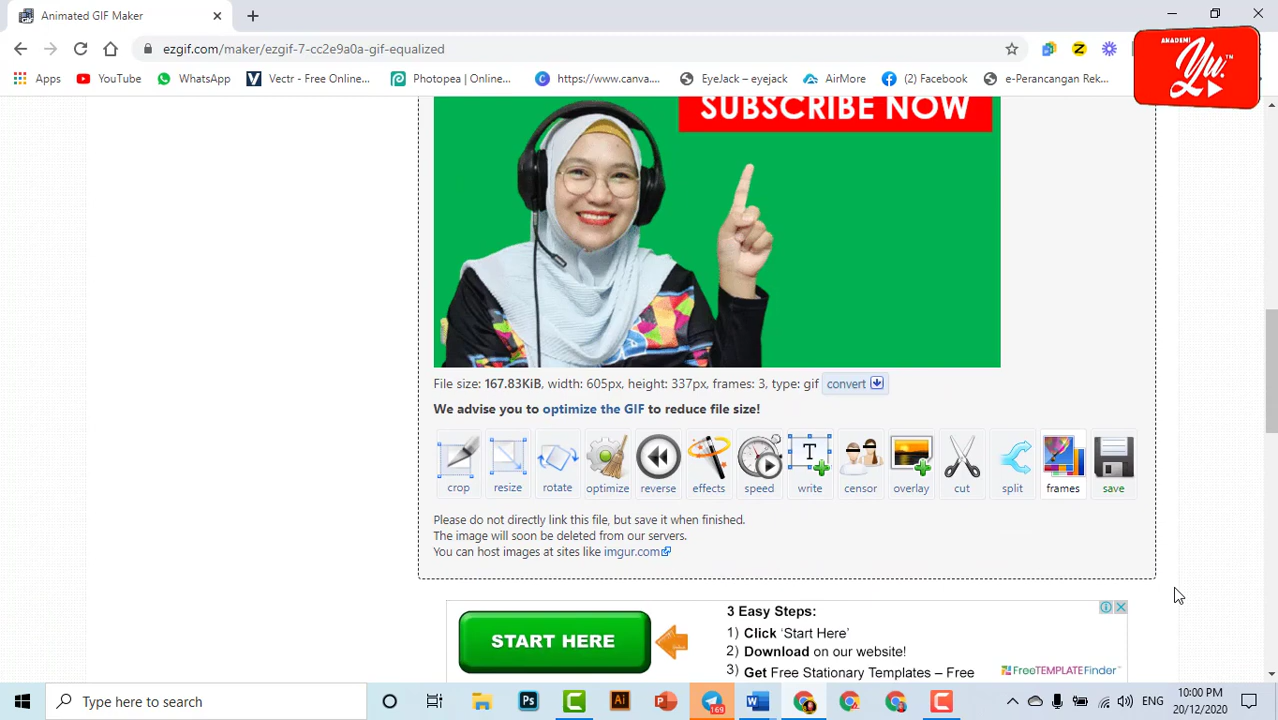 Animated GIF Maker
ezgif.com/maker/ezgif-7-cc2e9a0a-gif-equalized
Apps YouTube WhatsApp Vectr - Free Online... Photopea | Online... https://www.canva.... EyeJack – eyejack AirMore (2) Facebook e-Perancangan Rek...
AKADEMI
Yu.
TM
SUBSCRIBE NOW
File size: 167.83KiB, width: 605px, height: 337px, frames: 3, type: gif convert
We advise you to optimize the GIF to reduce file size!
crop resize rotate optimize reverse effects speed write censor overlay cut split frames save
Please do not directly link this file, but save it when finished.
The image will soon be deleted from our servers.
You can host images at sites like imgur.com
START HERE
3 Easy Steps:
1) Click 'Start Here'
2) Download on our website!
3) Get Free Stationary Templates – Free
FreeTEMPLATEFinder
Type here to search
169
ENG
10:00 PM
20/12/2020